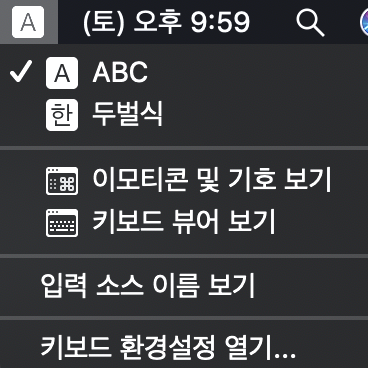 A (토) 오후 9:59
✓ A ABC
한 두벌식
이모티콘 및 기호 보기
키보드 뷰어 보기
입력 소스 이름 보기
키보드 환경설정 열기...